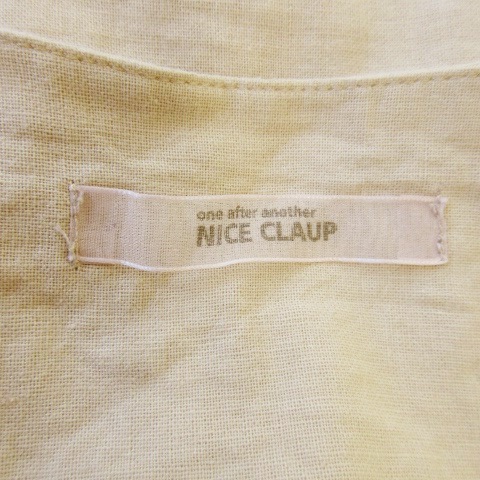 one after another
NICE CLAUP